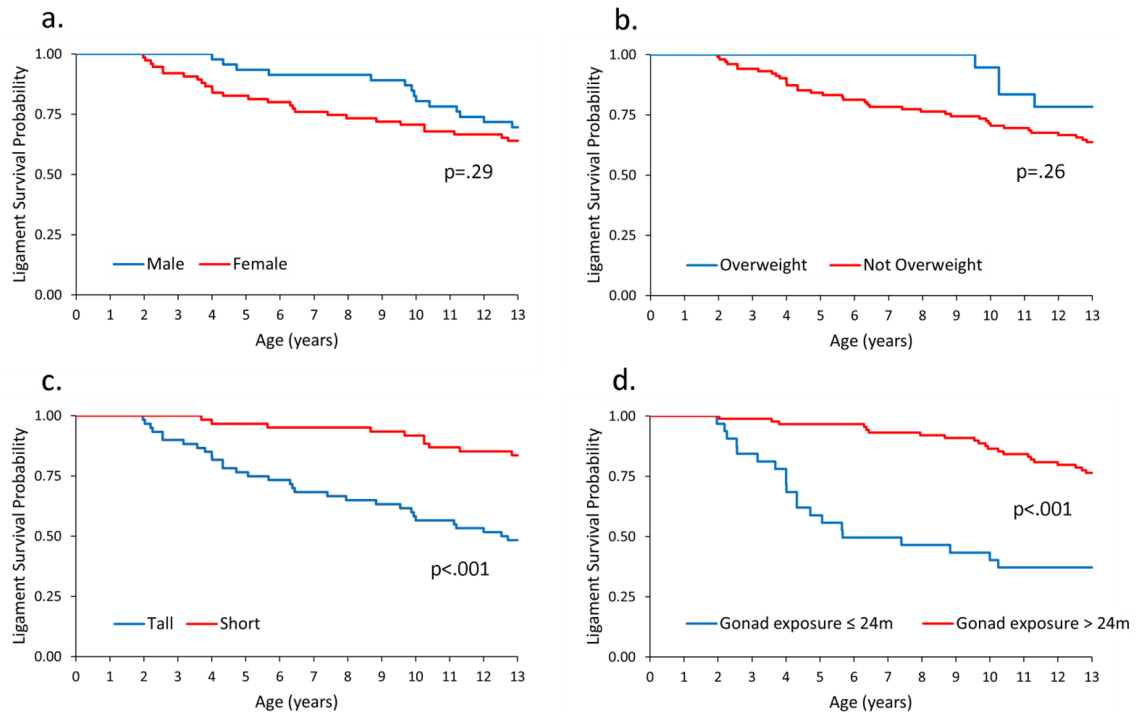 a.
Ligament Survival Probability
1.00
0.75
0.50
0.25
0.00
p=.29
Male Female
0 1 2 3 4 5 6 7 8 9 10 11 12 13
Age (years)
b.
Ligament Survival Probability
1.00
0.75
0.50
0.25
0.00
p=.26
Overweight Not Overweight
0 1 2 3 4 5 6 7 8 9 10 11 12 13
Age (years)
c.
Ligament Survival Probability
1.00
0.75
0.50
0.25
0.00
p<.001
Tall Short
0 1 2 3 4 5 6 7 8 9 10 11 12 13
Age (years)
d.
Ligament Survival Probability
1.00
0.75
0.50
0.25
0.00
p<.001
Gonad exposure ≤ 24m Gonad exposure > 24m
0 1 2 3 4 5 6 7 8 9 10 11 12 13
Age (years)